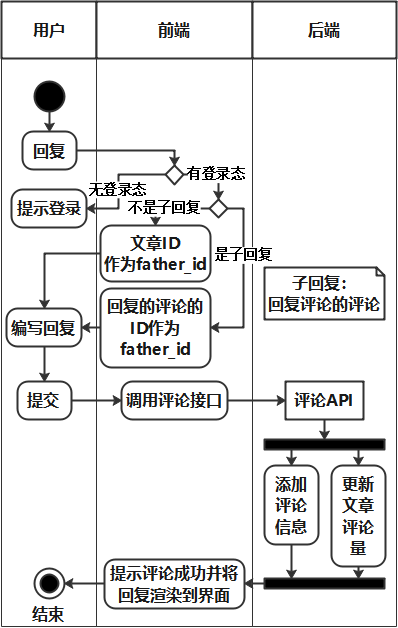 用户
前端
后端
回复
有登录态
无登录态
提示登录
不是子回复
文章ID
作为father_id
是子回复
子回复：
回复评论的评论
回复的评论的
ID作为
father_id
编写回复
提交
调用评论接口
评论API
添加
评论
信息
更新
文章
评论
量
提示评论成功并将
回复渲染到界面
结束